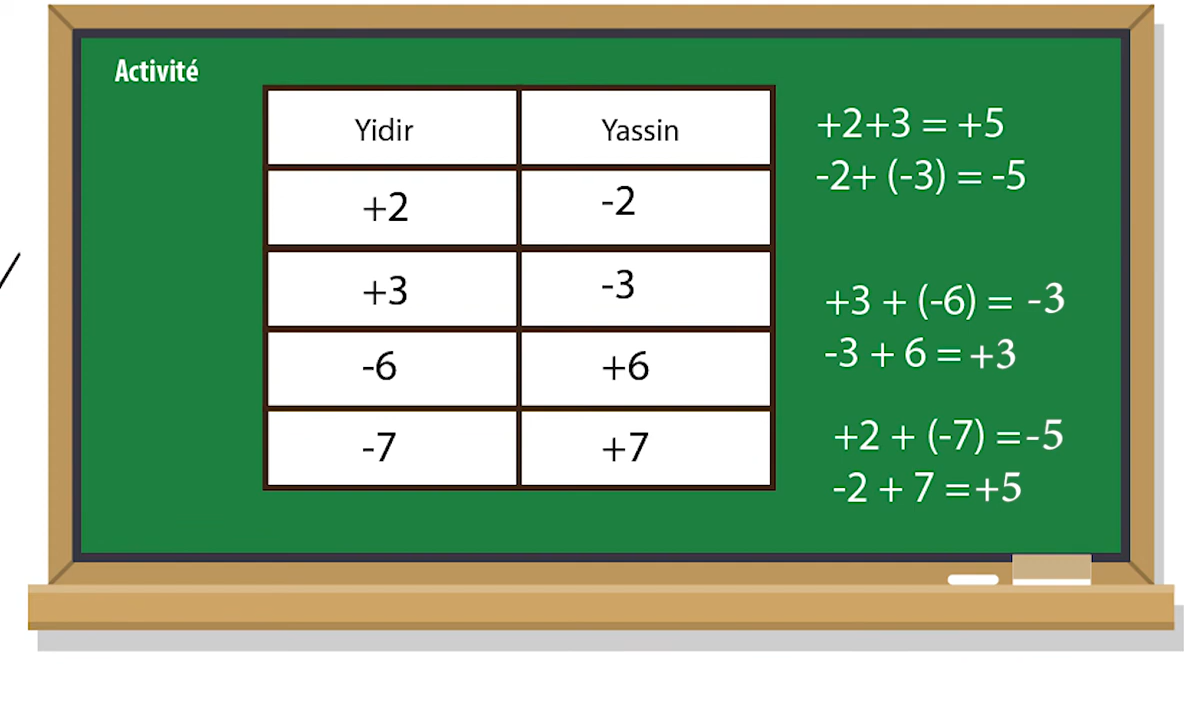 Activité
Yidir Yassin
+2 -2
+3 -3
-6 +6
-7 +7
+2+3 = +5
-2+ (-3) = -5
+3 + (-6) = -3
-3 + 6 = +3
+2 + (-7) =-5
-2 + 7 =+5